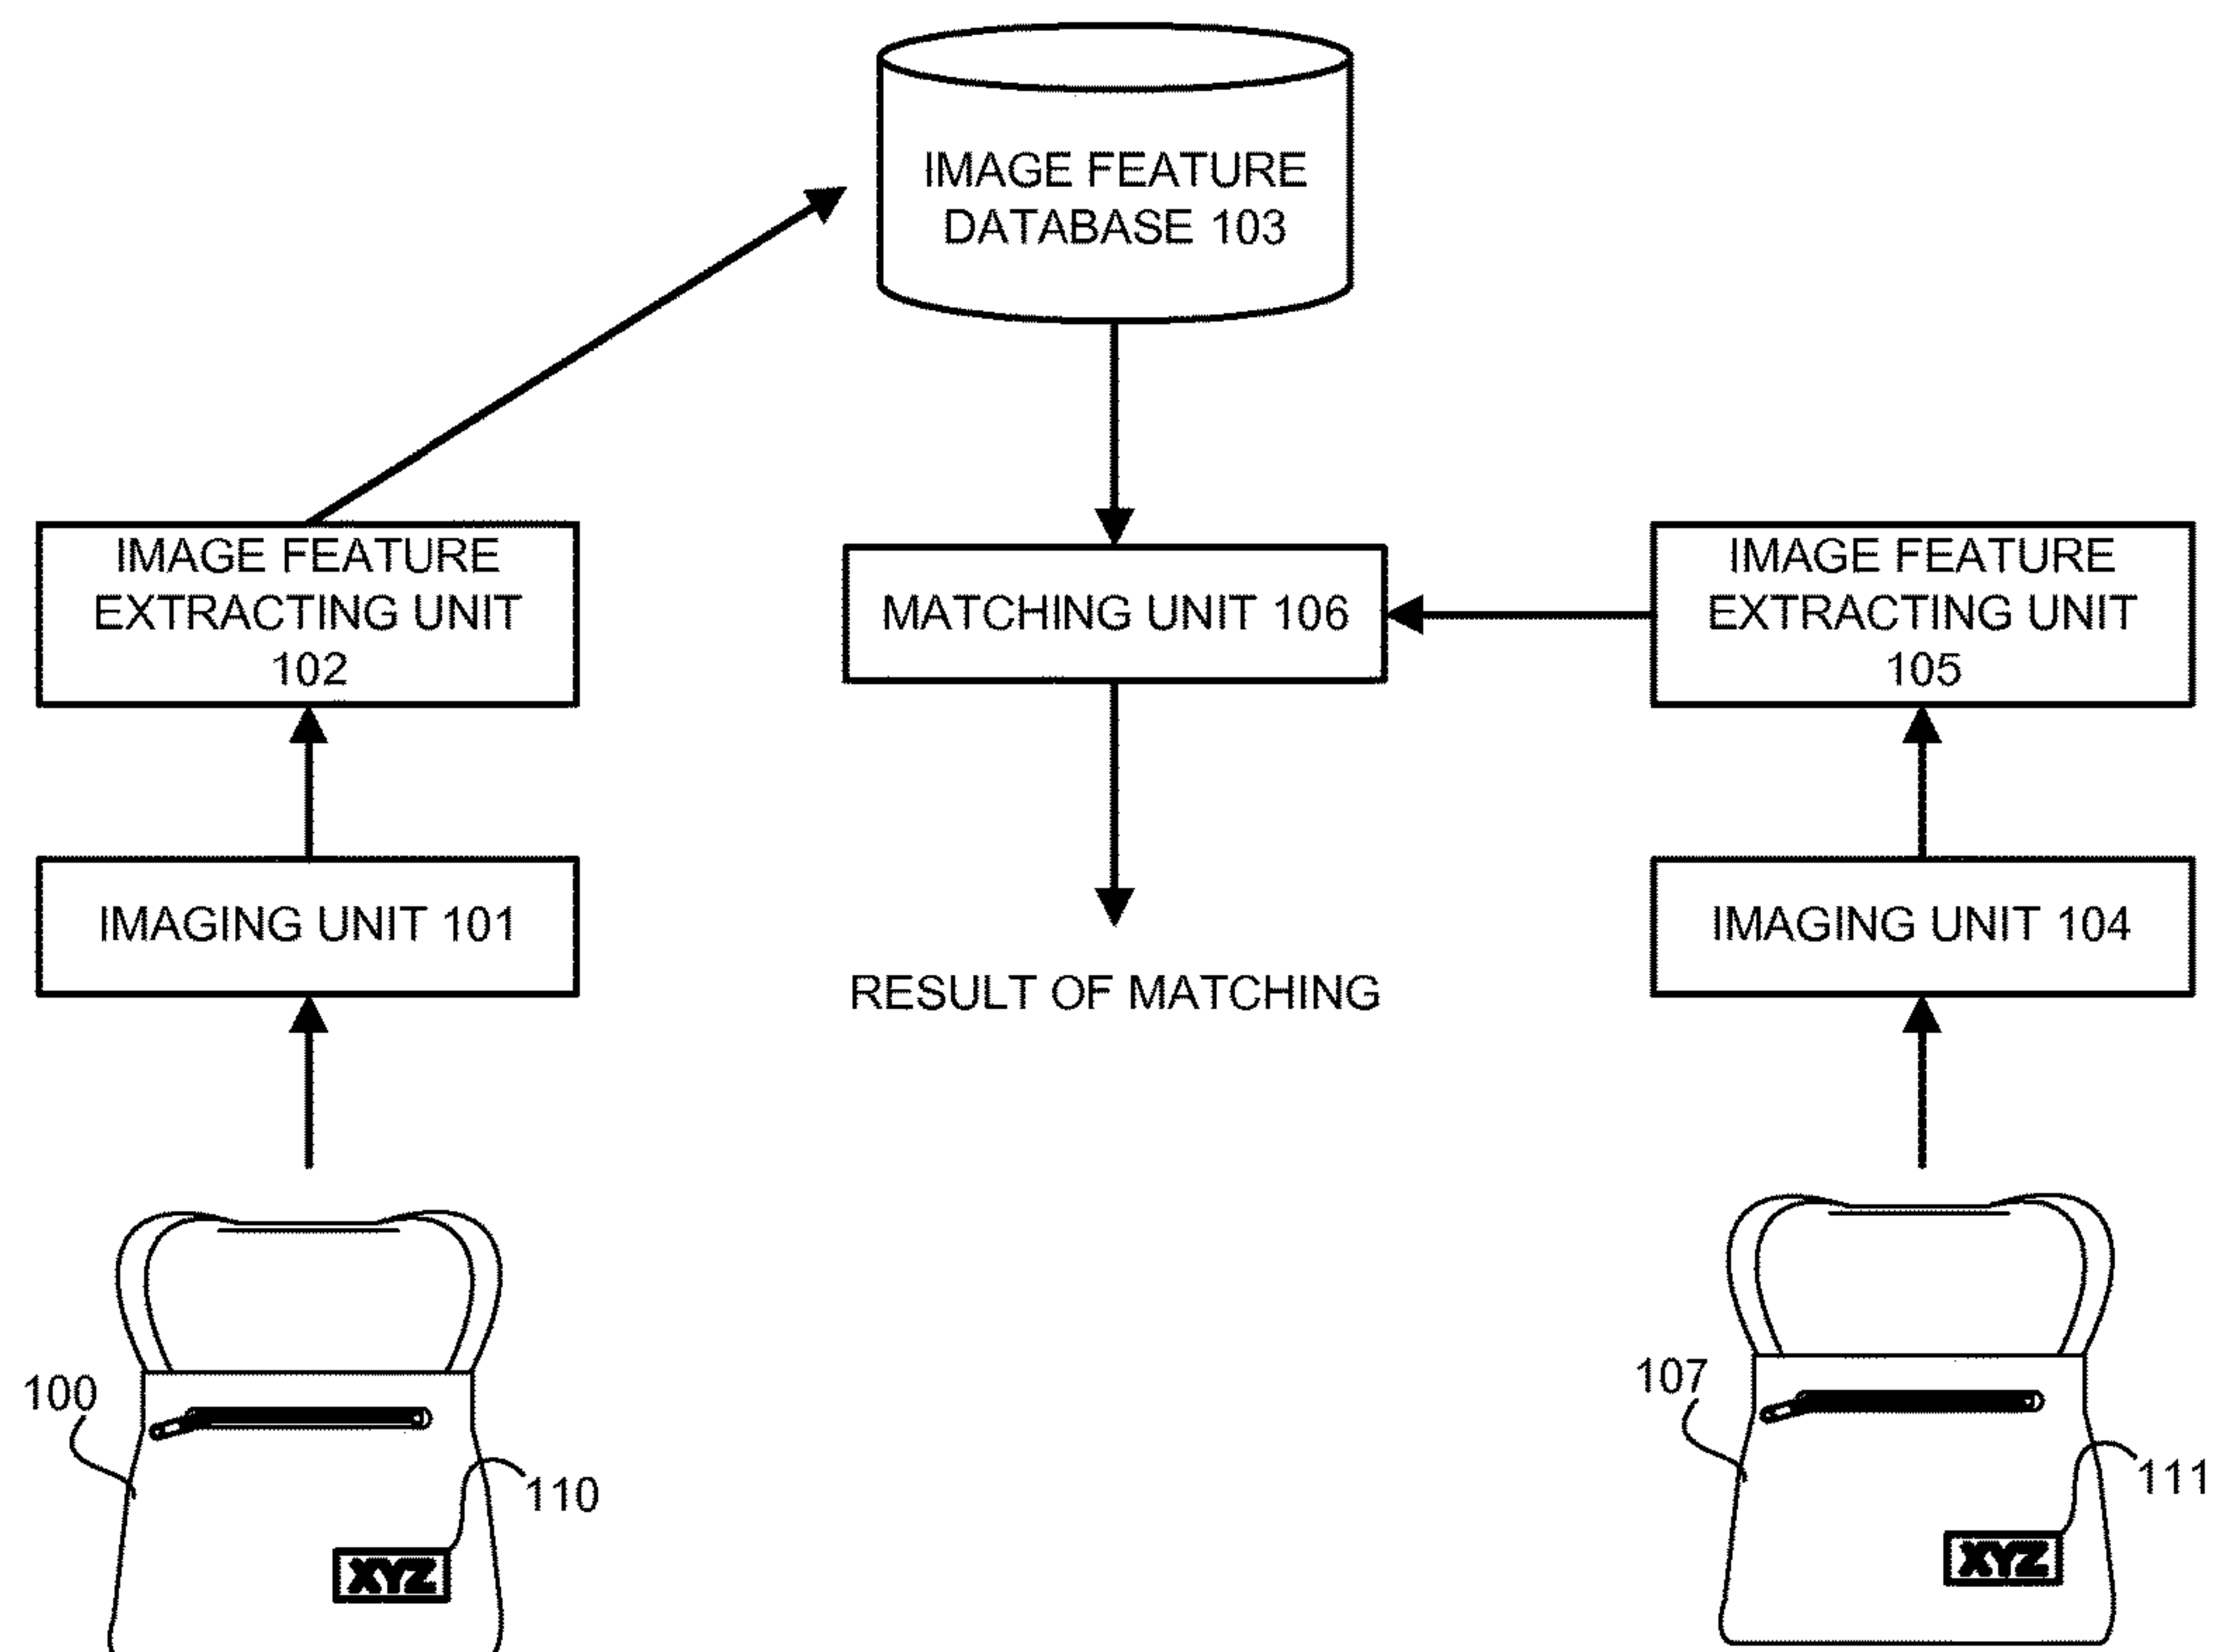 IMAGE FEATURE
DATABASE 103
IMAGE FEATURE
EXTRACTING UNIT
102
MATCHING UNIT 106
IMAGE FEATURE
EXTRACTING UNIT
105
IMAGING UNIT 101
RESULT OF MATCHING
IMAGING UNIT 104
100
110
XYZ
107
111
XYZ